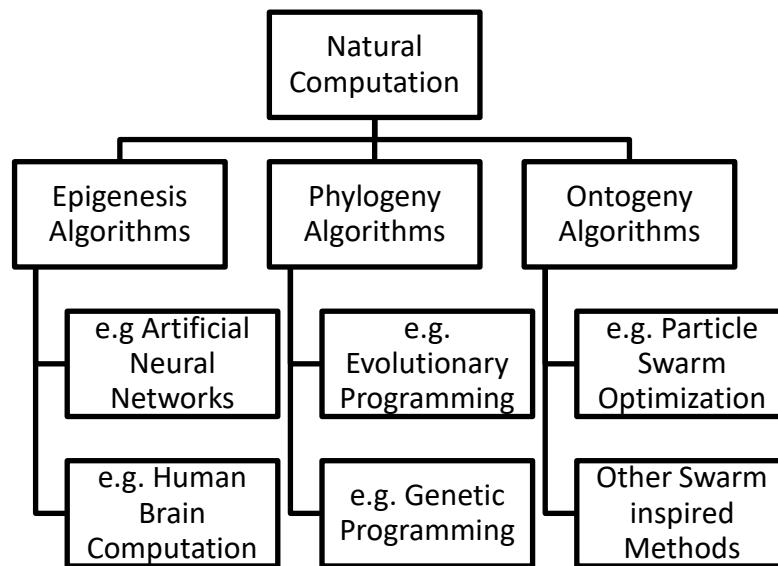 Natural
Computation
Epigenesis
Algorithms
Phylogeny
Algorithms
Ontogeny
Algorithms
e.g Artificial
Neural
Networks
e.g. Human
Brain
Computation
e.g.
Evolutionary
Programming
e.g. Genetic
Programming
e.g. Particle
Swarm
Optimization
Other Swarm
inspired
Methods